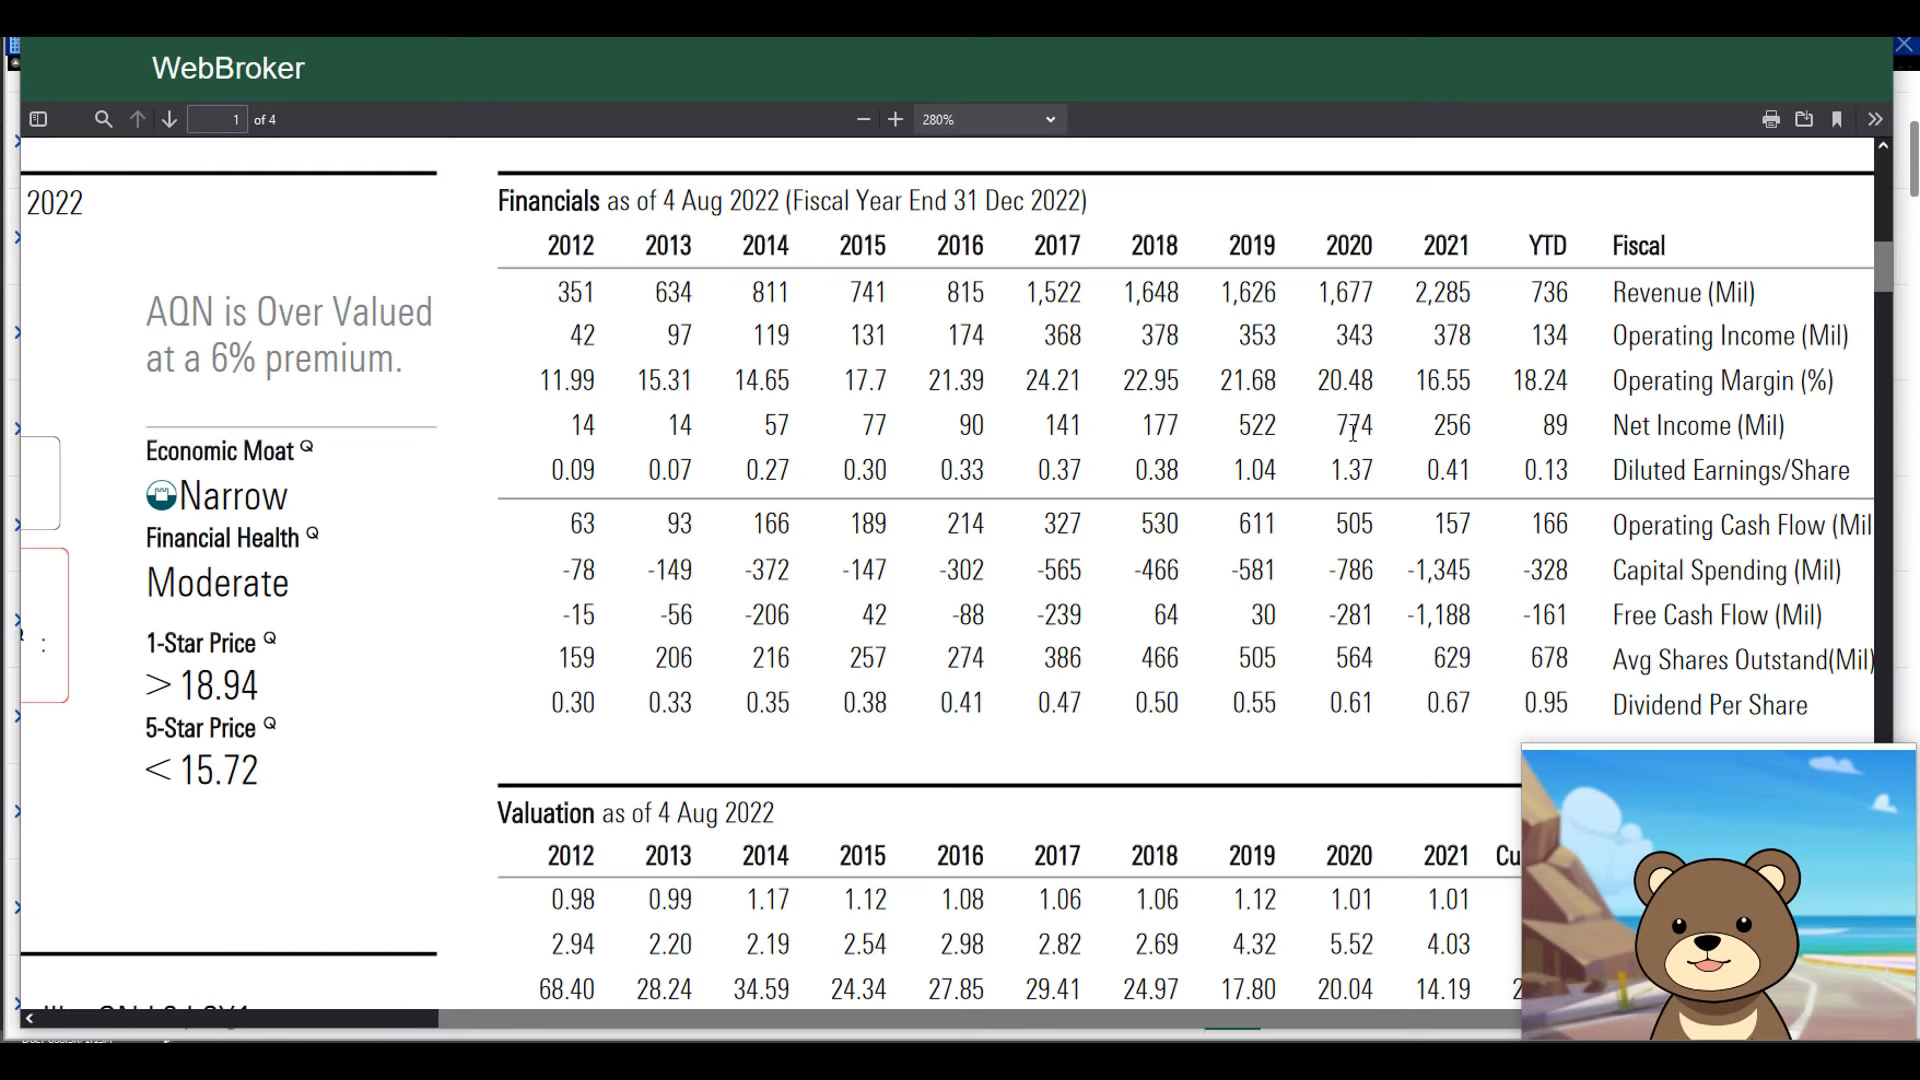 WebBroker
1 of 4
280%
2022
AQN is Over Valued
at a 6% premium.
Economic Moat Q
Narrow
Financial Health Q
Moderate
1-Star Price Q
> 18.94
5-Star Price Q
< 15.72
Financials as of 4 Aug 2022 (Fiscal Year End 31 Dec 2022)
2012 2013 2014 2015 2016 2017 2018 2019 2020 2021 YTD Fiscal
351 634 811 741 815 1,522 1,648 1,626 1,677 2,285 736 Revenue (Mil)
42 97 119 131 174 368 378 353 343 378 134 Operating Income (Mil)
11.99 15.31 14.65 17.7 21.39 24.21 22.95 21.68 20.48 16.55 18.24 Operating Margin (%)
14 14 57 77 90 141 177 522 774 256 89 Net Income (Mil)
0.09 0.07 0.27 0.30 0.33 0.37 0.38 1.04 1.37 0.41 0.13 Diluted Earnings/Share
63 93 166 189 214 327 530 611 505 157 166 Operating Cash Flow (Mil
-78 -149 -372 -147 -302 -565 -466 -581 -786 -1,345 -328 Capital Spending (Mil)
-15 -56 -206 42 -88 -239 64 30 -281 -1,188 -161 Free Cash Flow (Mil)
159 206 216 257 274 386 466 505 564 629 678 Avg Shares Outstand(Mil)
0.30 0.33 0.35 0.38 0.41 0.47 0.50 0.55 0.61 0.67 0.95 Dividend Per Share
Valuation as of 4 Aug 2022
2012 2013 2014 2015 2016 2017 2018 2019 2020 2021 Cu
0.98 0.99 1.17 1.12 1.08 1.06 1.06 1.12 1.01 1.01
2.94 2.20 2.19 2.54 2.98 2.82 2.69 4.32 5.52 4.03
68.40 28.24 34.59 24.34 27.85 29.41 24.97 17.80 20.04 14.19